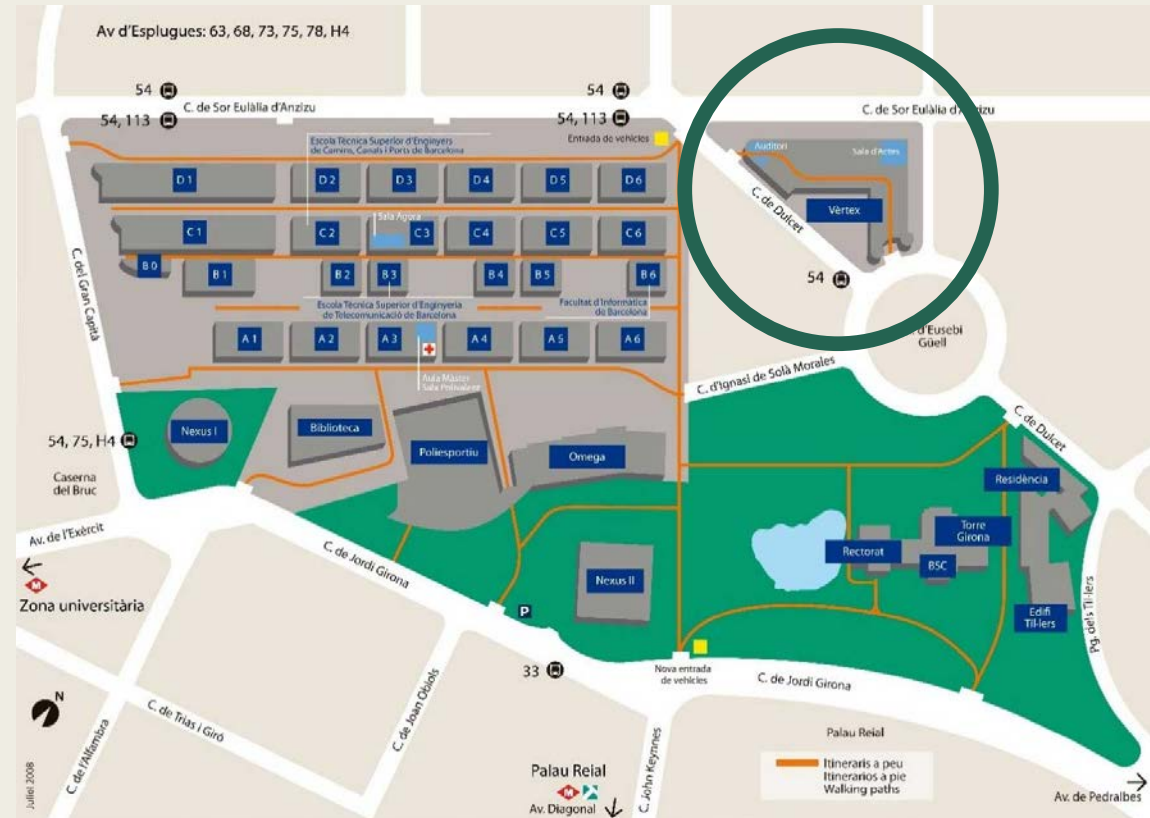 Av d'Esplugues: 63, 68, 73, 75, 78, H4
54
54
C. de Sor Eulàlia d'Anzizu
C. de Sor Eulàlia d'Anzizu
54, 113
54, 113
Entrada de vehicles
Escola Tècnica Superior d'Enginyers
de Camins, Canals i Ports de Barcelona
Auditori
Sala d'Actes
D1
D2
D3
D4
D5
D6
C. de Dulcet
Vèrtex
Sala Àgora
C1
C2
C3
C4
C5
C6
C. del Gran Capità
B0
B1
B2
B3
B4
B5
B6
54
Escola Tècnica Superior d'Enginyeria
de Telecomunicació de Barcelona
Facultat d'Informàtica
de Barcelona
d'Eusebi
Güell
A1
A2
A3
A4
A5
A6
Aula Màster
Sala Polivalent
C. d'Ignasi de Solà Morales
C. de Dulcet
54, 75, H4
Nexus I
Biblioteca
Poliesportiu
Omega
Caserna
del Bruc
Residència
Av. de l'Exèrcit
C. de Jordi Girona
Rectorat
Torre
Girona
BSC
M
Zona universitària
Nexus II
Edifi
Til·lers
Pg. dels Til·lers
P
33
Nova entrada
de vehicles
C. de Jordi Girona
N
C. de Trias i Giró
C. de Joan Obiols
C. de l'Alfambra
C. John Keynnes
Juliol 2008
Palau Reial
M
Av. Diagonal
Palau Reial
Itineraris a peu
Itinerarios a pie
Walking paths
Av. de Pedralbes